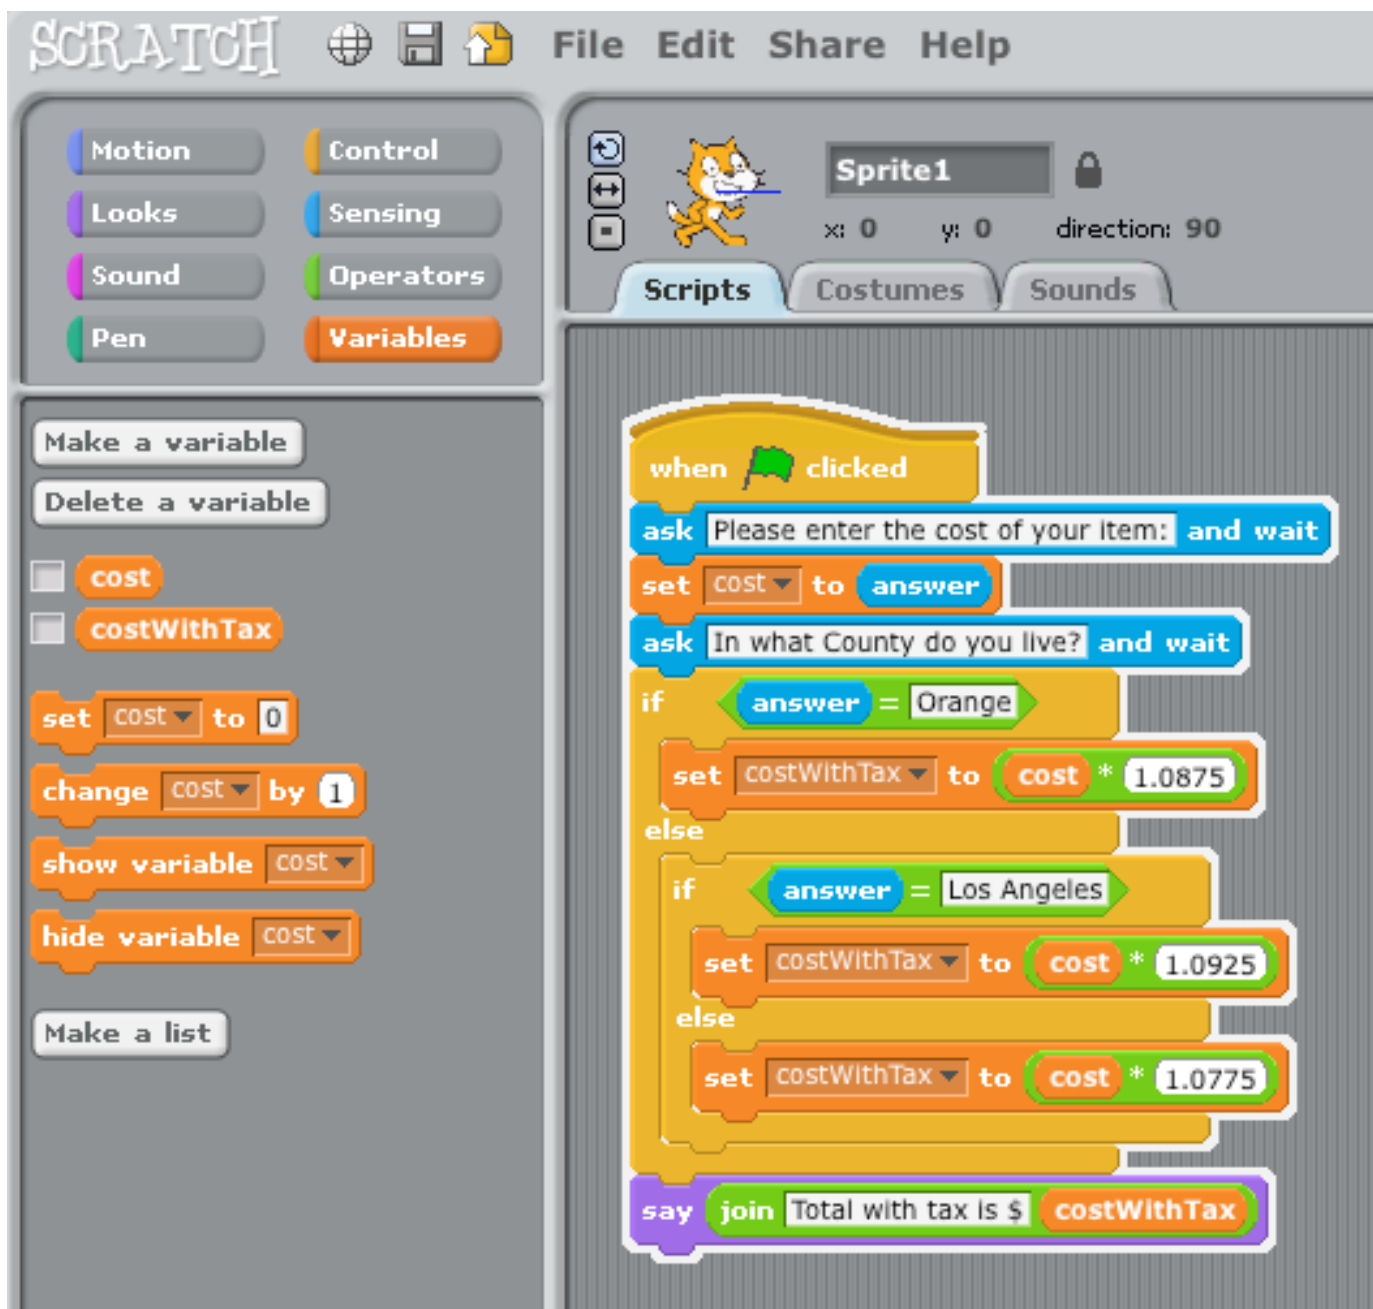 SCRATCH File Edit Share Help
Motion Control
Looks Sensing
Sound Operators
Pen Variables
Make a variable
Delete a variable
cost
costWithTax
set cost to 0
change cost by 1
show variable cost
hide variable cost
Make a list
Sprite1
x: 0 y: 0 direction: 90
Scripts Costumes Sounds
when clicked
ask Please enter the cost of your item: and wait
set cost to answer
ask In what County do you live? and wait
if answer = Orange
set costWithTax to cost * 1.0875
else
if answer = Los Angeles
set costWithTax to cost * 1.0925
else
set costWithTax to cost * 1.0775
say join Total with tax is $ costWithTax